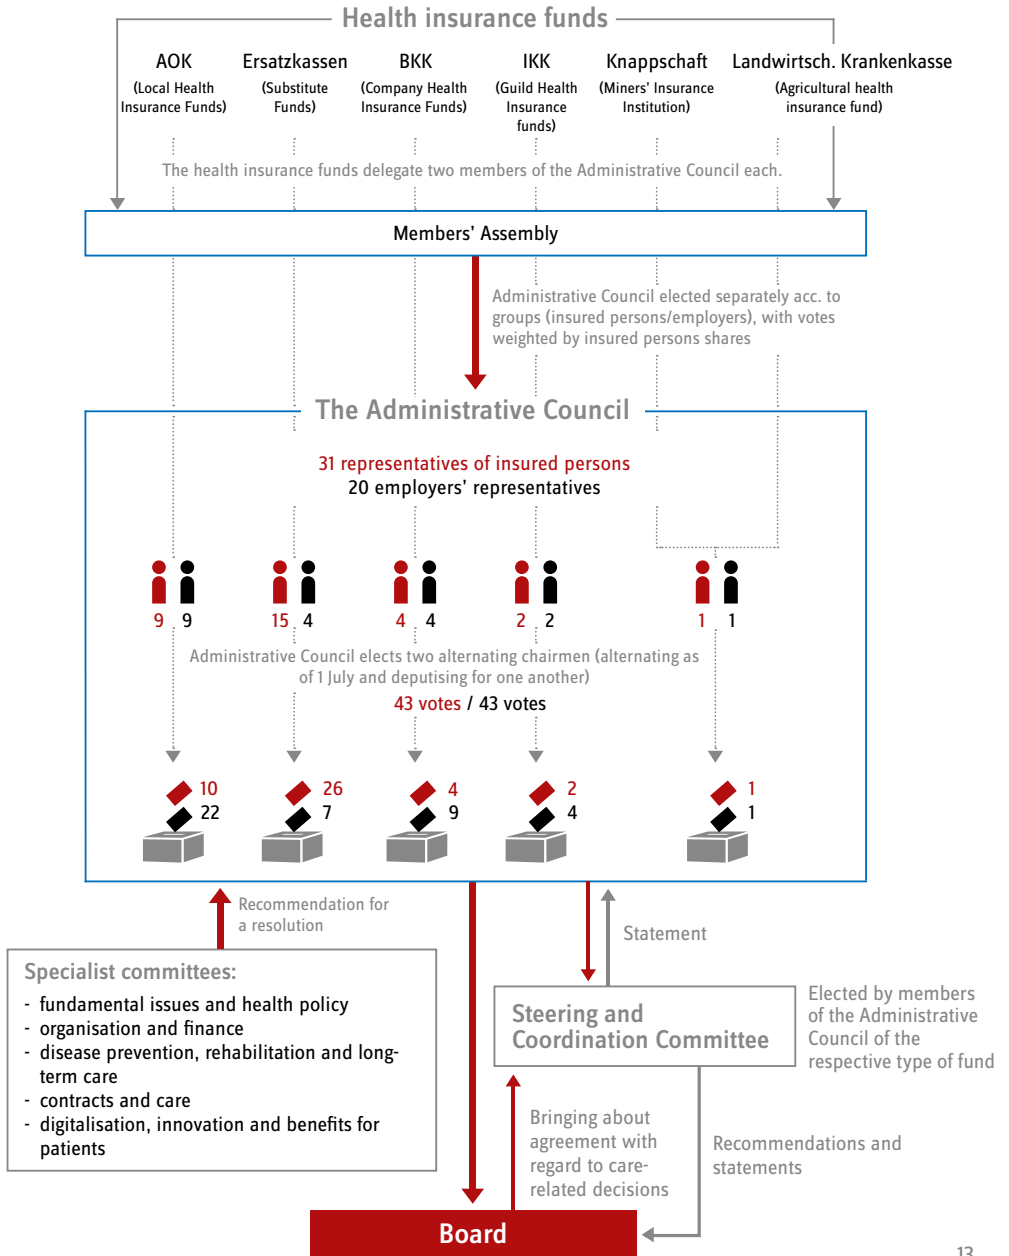 Health insurance funds
AOK
(Local Health
Insurance Funds)
Ersatzkassen
(Substitute
Funds)
BKK
(Company Health
Insurance Funds)
IKK
(Guild Health
Insurance
funds)
Knappschaft
(Miners’ Insurance
Institution)
Landwirtsch. Krankenkasse
(Agricultural health
insurance fund)
The health insurance funds delegate two members of the Administrative Council each.
Members’ Assembly
Administrative Council elected separately acc. to
groups (insured persons/employers), with votes
weighted by insured persons shares
The Administrative Council
31 representatives of insured persons
20 employers’ representatives
9 9
15 4
4 4
2 2
1 1
Administrative Council elects two alternating chairmen (alternating as
of 1 July and deputising for one another)
43 votes / 43 votes
10
22
26
7
4
9
2
4
1
1
Recommendation for
a resolution
Statement
Specialist committees:
- fundamental issues and health policy
- organisation and finance
- disease prevention, rehabilitation and long-
term care
- contracts and care
- digitalisation, innovation and benefits for
patients
Steering and
Coordination Committee
Elected by members
of the Administrative
Council of the
respective type of fund
Bringing about
agreement with
regard to care-
related decisions
Recommendations and
statements
Board
13